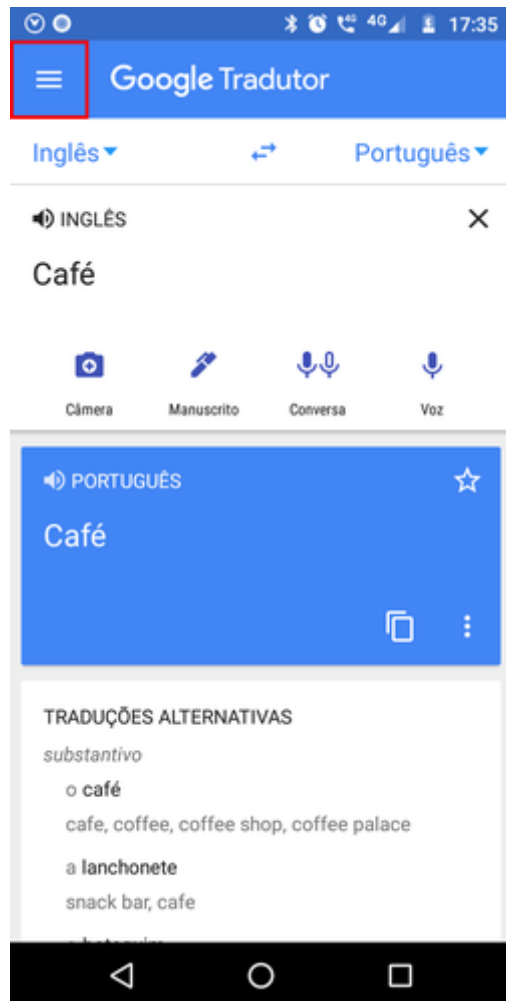 4G 17:35
Google Tradutor
Inglês Português
INGLÊS
Café
Câmera Manuscrito Conversa Voz
PORTUGUÊS
Café
TRADUÇÕES ALTERNATIVAS
substantivo
o café
cafe, coffee, coffee shop, coffee palace
a lanchonete
snack bar, cafe